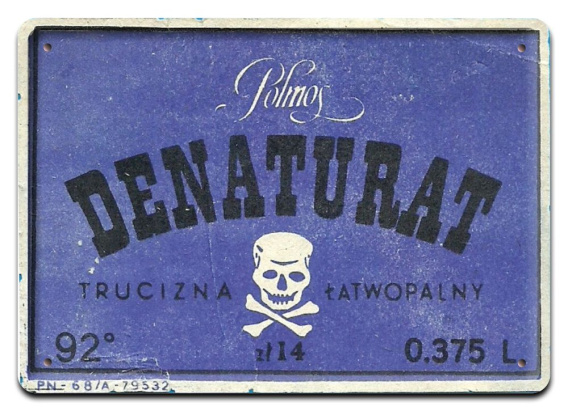 Polmos
DENATURAT
TRUCIZNA ŁATWOPALNY
92° zł 14 0.375 L.
PN-68/A-79532